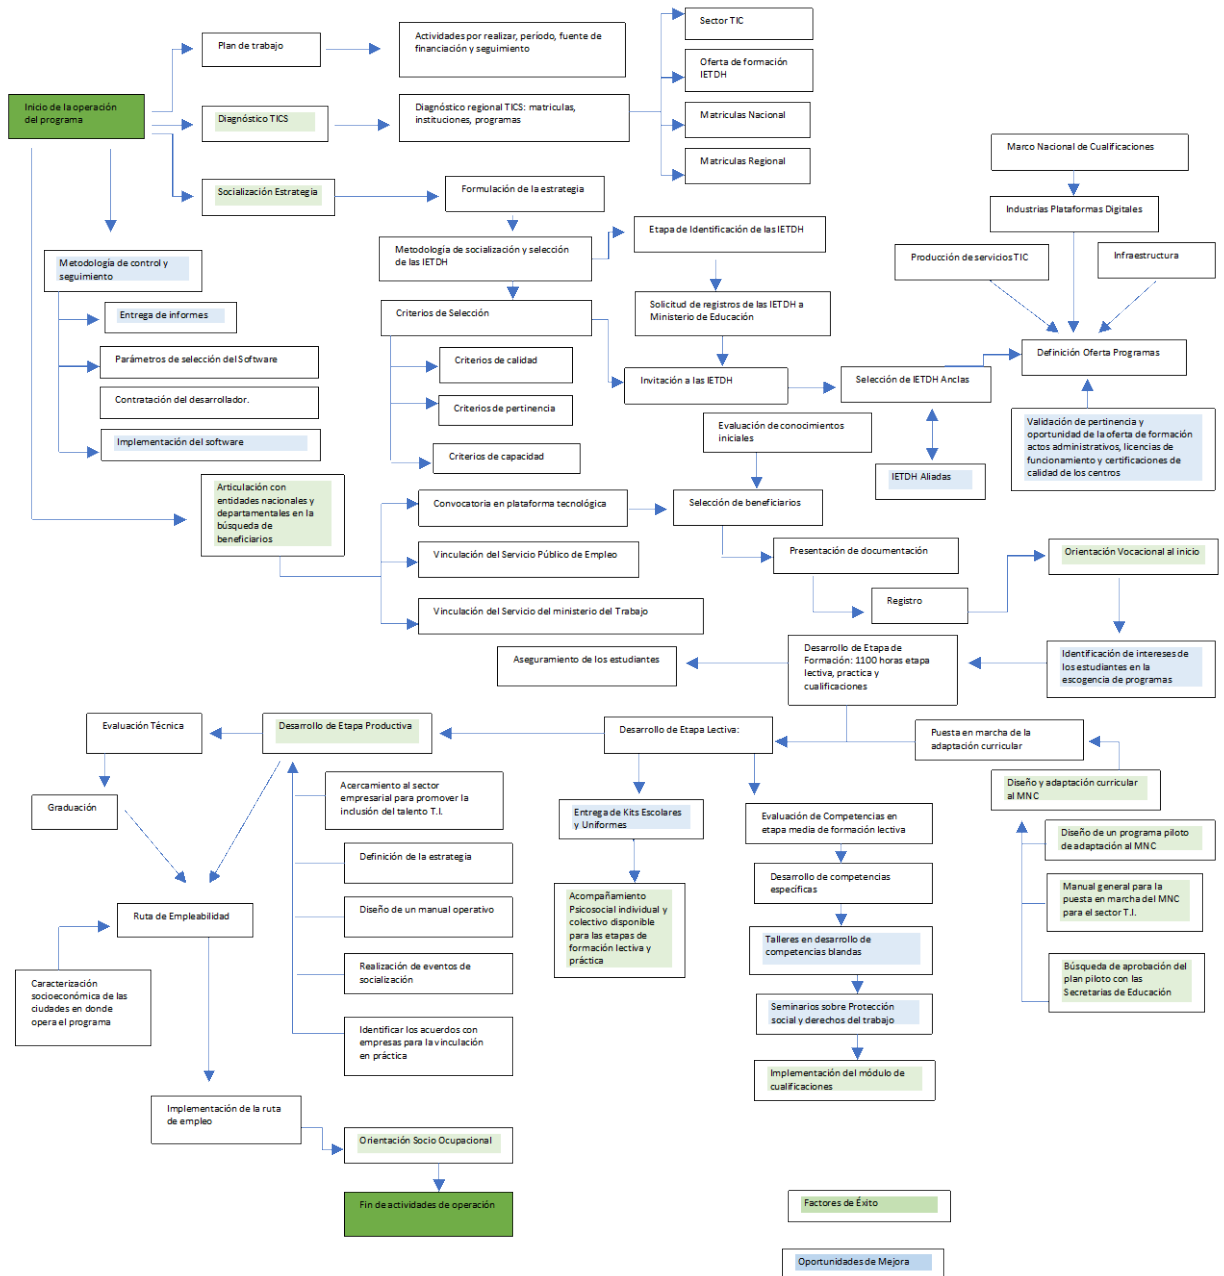 Sector TIC
Plan de trabajo
Actividades por realizar, período, fuente de
financiación y seguimiento
Oferta de formación
IETDH
Inicio de la operación
del programa
Diagnóstico TICS
Diagnóstico regional TICS: matriculas,
instituciones, programas
Matriculas Nacional
Matriculas Regional
Marco Nacional de Cualificaciones
Socialización Estrategia
Formulación de la estrategia
Industrias Plataformas Digitales
Etapa de Identificación de las IETDH
Metodología de socialización y selección
de las IETDH
Metodología de control y
seguimiento
Producción de servicios TIC
Infraestructura
Entrega de informes
Criterios de Selección
Solicitud de registros de las IETDH a
Ministerio de Educación
Parámetros de selección del Software
Criterios de calidad
Definición Oferta Programas
Invitación a las IETDH
Selección de IETDH Anclas
Contratación del desarrollador.
Criterios de pertinencia
Evaluación de conocimientos
iniciales
Validación de pertinencia y
oportunidad de la oferta de formación
actos administrativos, licencias de
funcionamiento y certificaciones de
calidad de los centros
Implementación del software
Criterios de capacidad
IETDH Aliadas
Articulación con
entidades nacionales y
departamentales en la
búsqueda de
beneficiarios
Convocatoria en plataforma tecnológica
Selección de beneficiarios
Vinculación del Servicio Público de Empleo
Presentación de documentación
Orientación Vocacional al inicio
Vinculación del Servicio del ministerio del Trabajo
Registro
Aseguramiento de los estudiantes
Desarrollo de Etapa de
Formación: 1100 horas etapa
lectiva, practica y
cualificaciones
Identificación de intereses de
los estudiantes en la
escogencia de programas
Evaluación Técnica
Desarrollo de Etapa Productiva
Desarrollo de Etapa Lectiva:
Puesta en marcha de la
adaptación curricular
Graduación
Acercamiento al sector
empresarial para promover la
inclusión del talento T.I.
Entrega de Kits Escolares
y Uniformes
Evaluación de Competencias en
etapa media de formación lectiva
Diseño y adaptación curricular
al MNC
Diseño de un programa piloto
de adaptación al MNC
Definición de la estrategia
Desarrollo de competencias
especificas
Ruta de Empleabilidad
Diseño de un manual operativo
Acompañamiento
Psicosocial individual y
colectivo disponible
para las etapas de
formación lectiva y
práctica
Manual general para la
puesta en marcha del MNC
para el sector T.I.
Talleres en desarrollo de
competencias blandas
Caracterización
socioeconómica de las
ciudades en donde
opera el programa
Realización de eventos de
socialización
Búsqueda de aprobación del
plan piloto con las
Secretarias de Educación
Seminarios sobre Protección
social y derechos del trabajo
Identificar los acuerdos con
empresas para la vinculación
en práctica
Implementación del módulo de
cualificaciones
Implementación de la ruta
de empleo
Orientación Socio Ocupacional
Fin de actividades de operación
Factores de Éxito
Oportunidades de Mejora